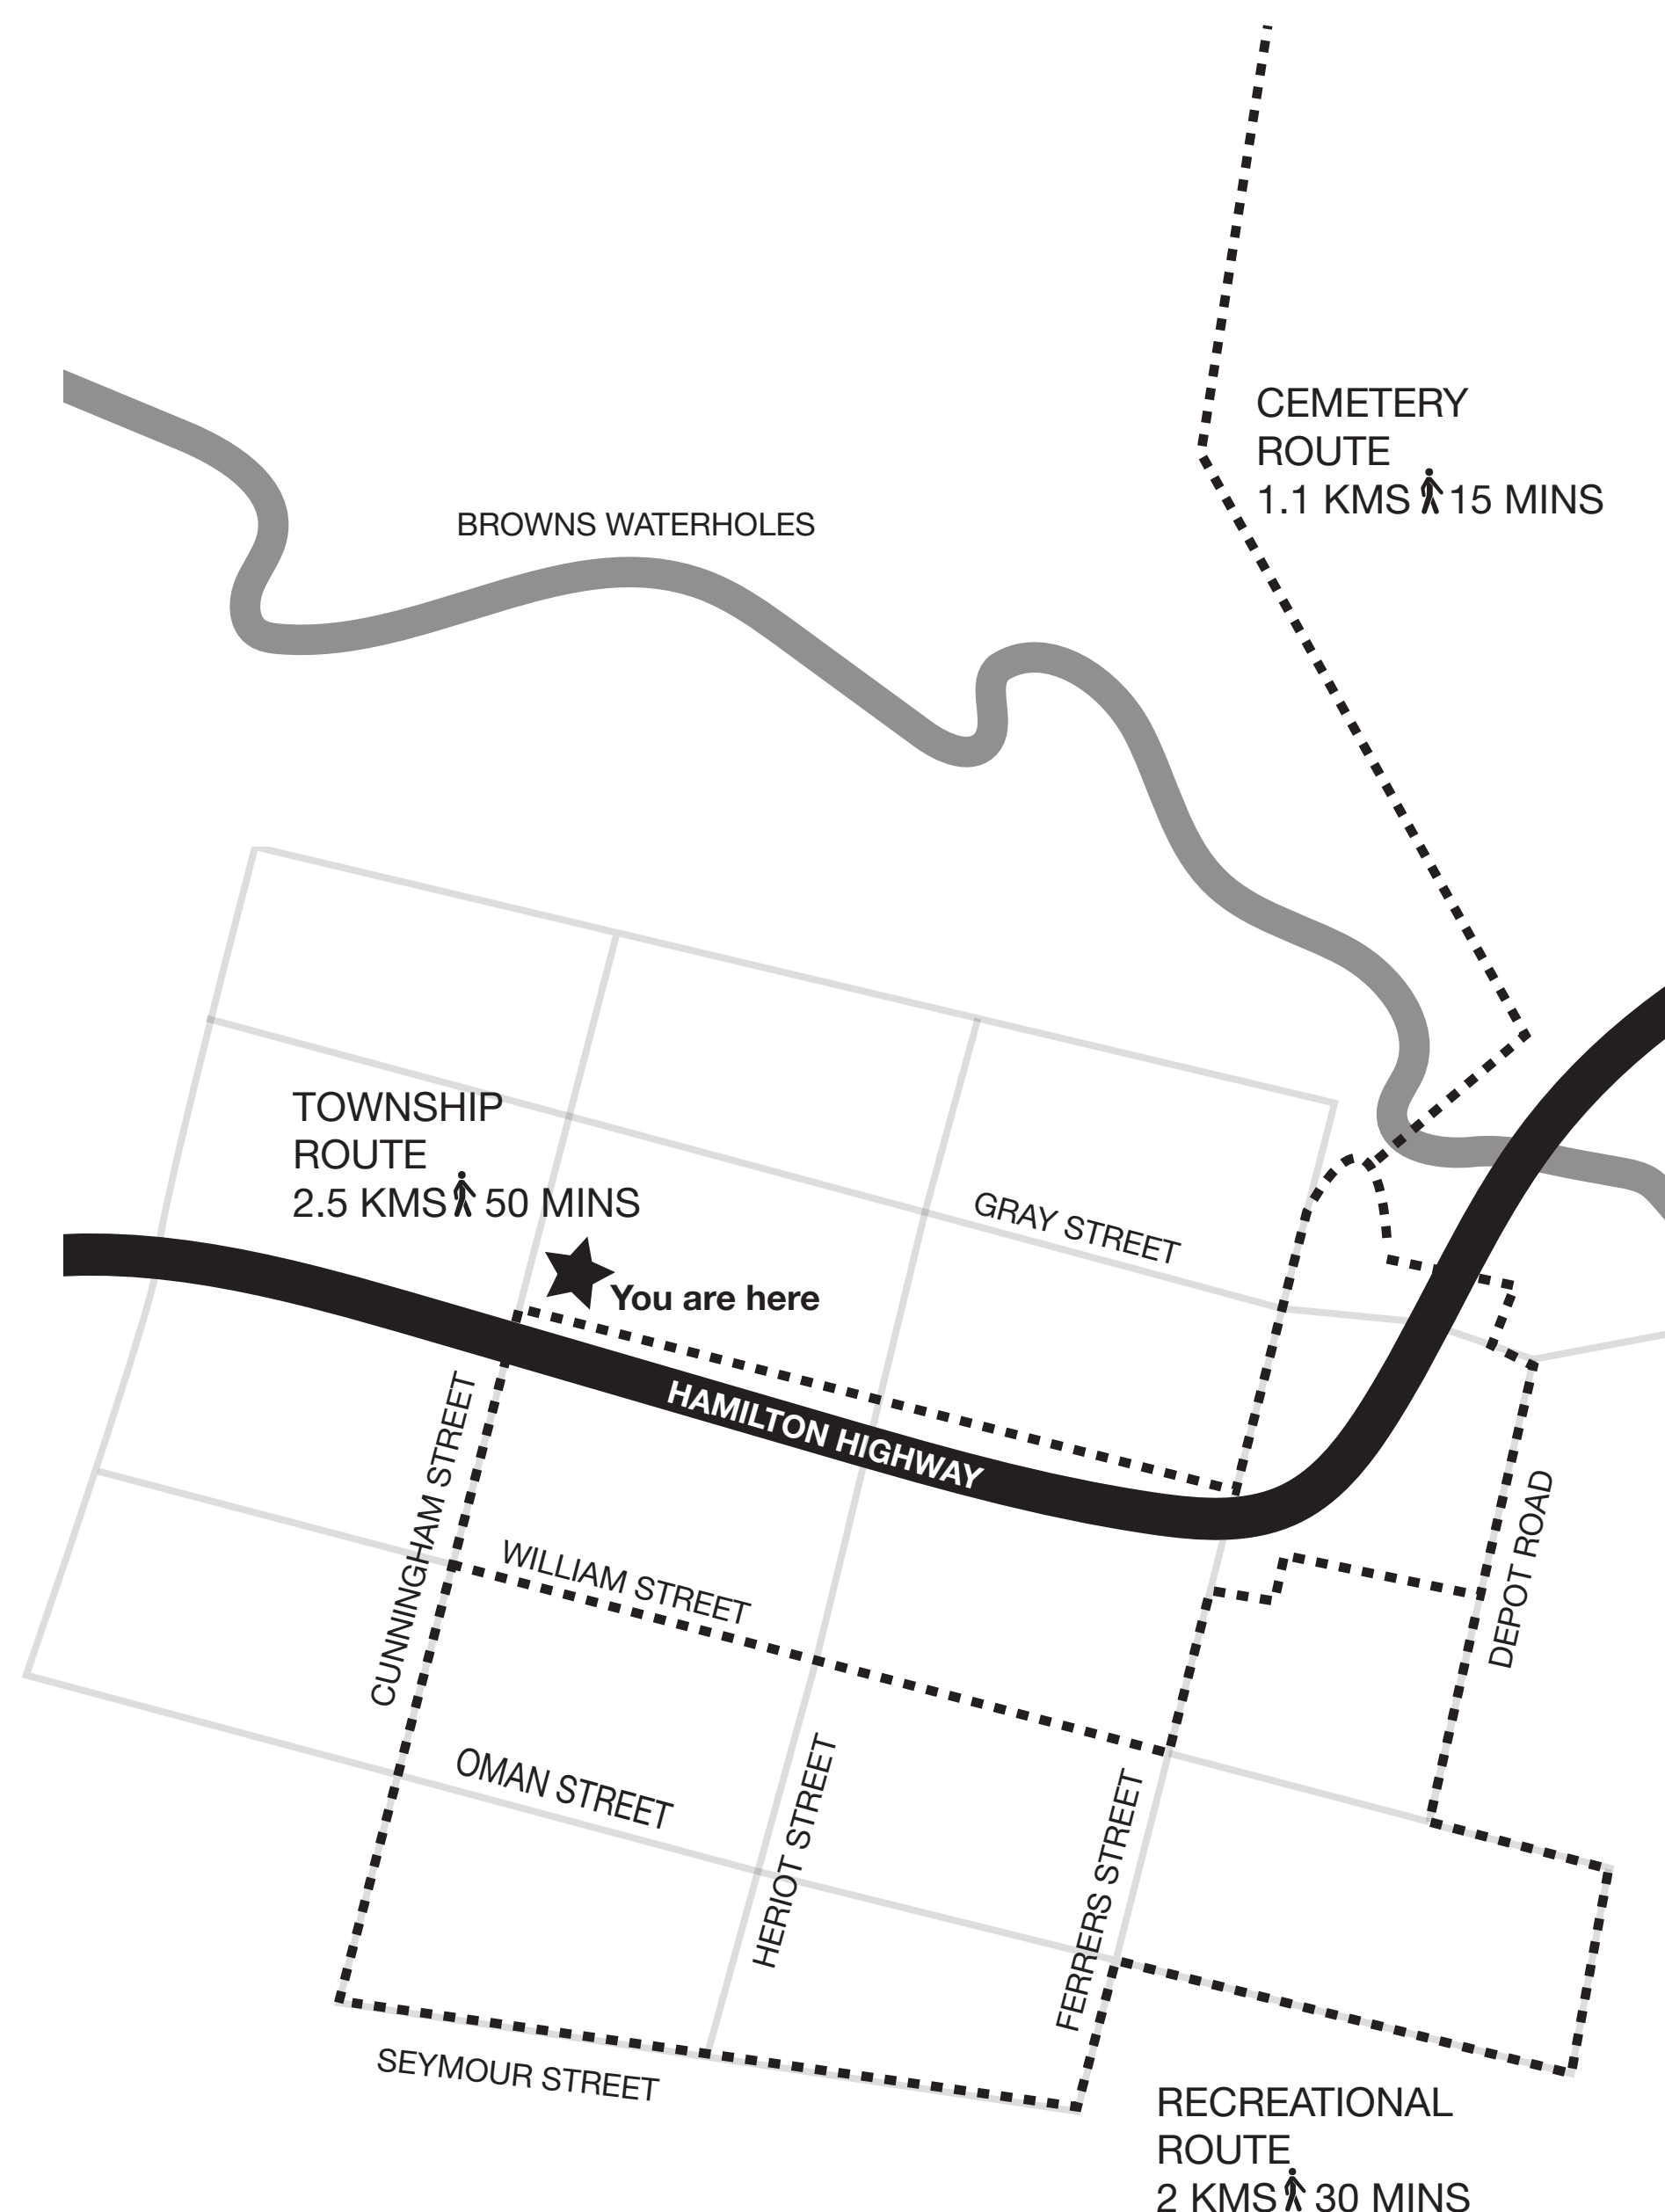 CEMETERY
ROUTE
1.1 KMS 15 MINS
BROWNS WATERHOLES
TOWNSHIP
ROUTE
2.5 KMS 50 MINS
GRAY STREET
You are here
HAMILTON HIGHWAY
CUNNINGHAM STREET
WILLIAM STREET
DEPOT ROAD
OMAN STREET
HERIOT STREET
FERRERS STREET
SEYMOUR STREET
RECREATIONAL
ROUTE
2 KMS 30 MINS